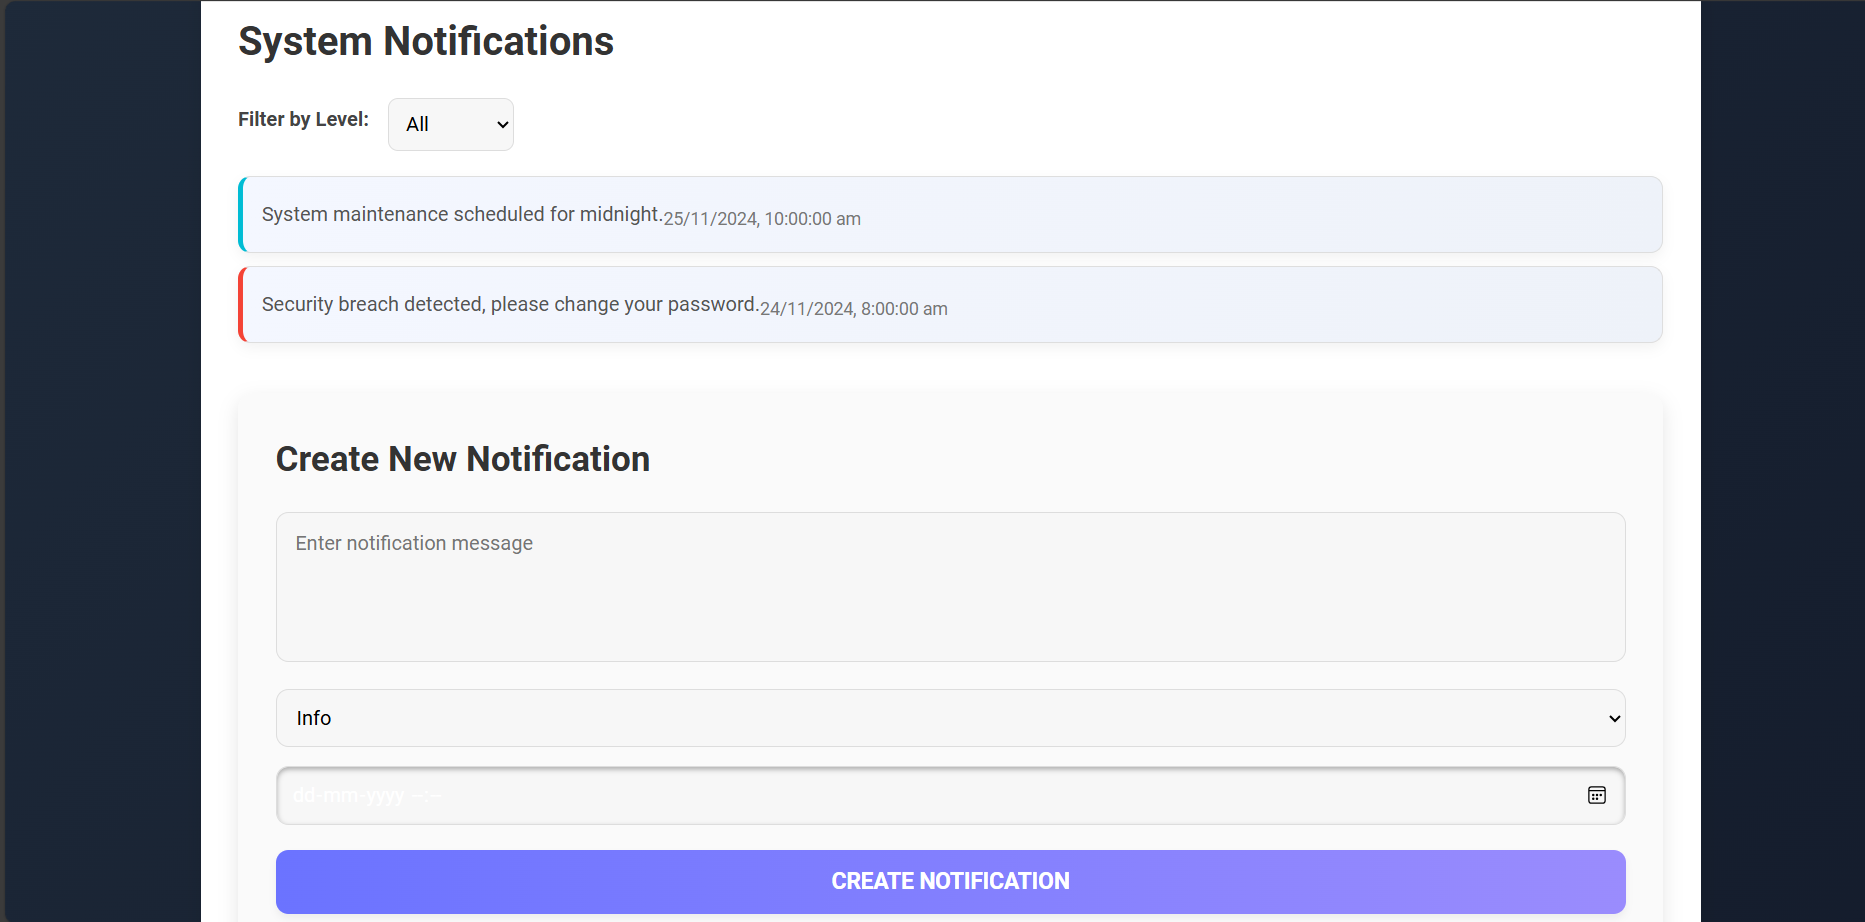 System Notifications
Filter by Level: All
System maintenance scheduled for midnight.25/11/2024, 10:00:00 am
Security breach detected, please change your password.24/11/2024, 8:00:00 am
Create New Notification
Enter notification message
Info
dd-mm-yyyy --:--
CREATE NOTIFICATION